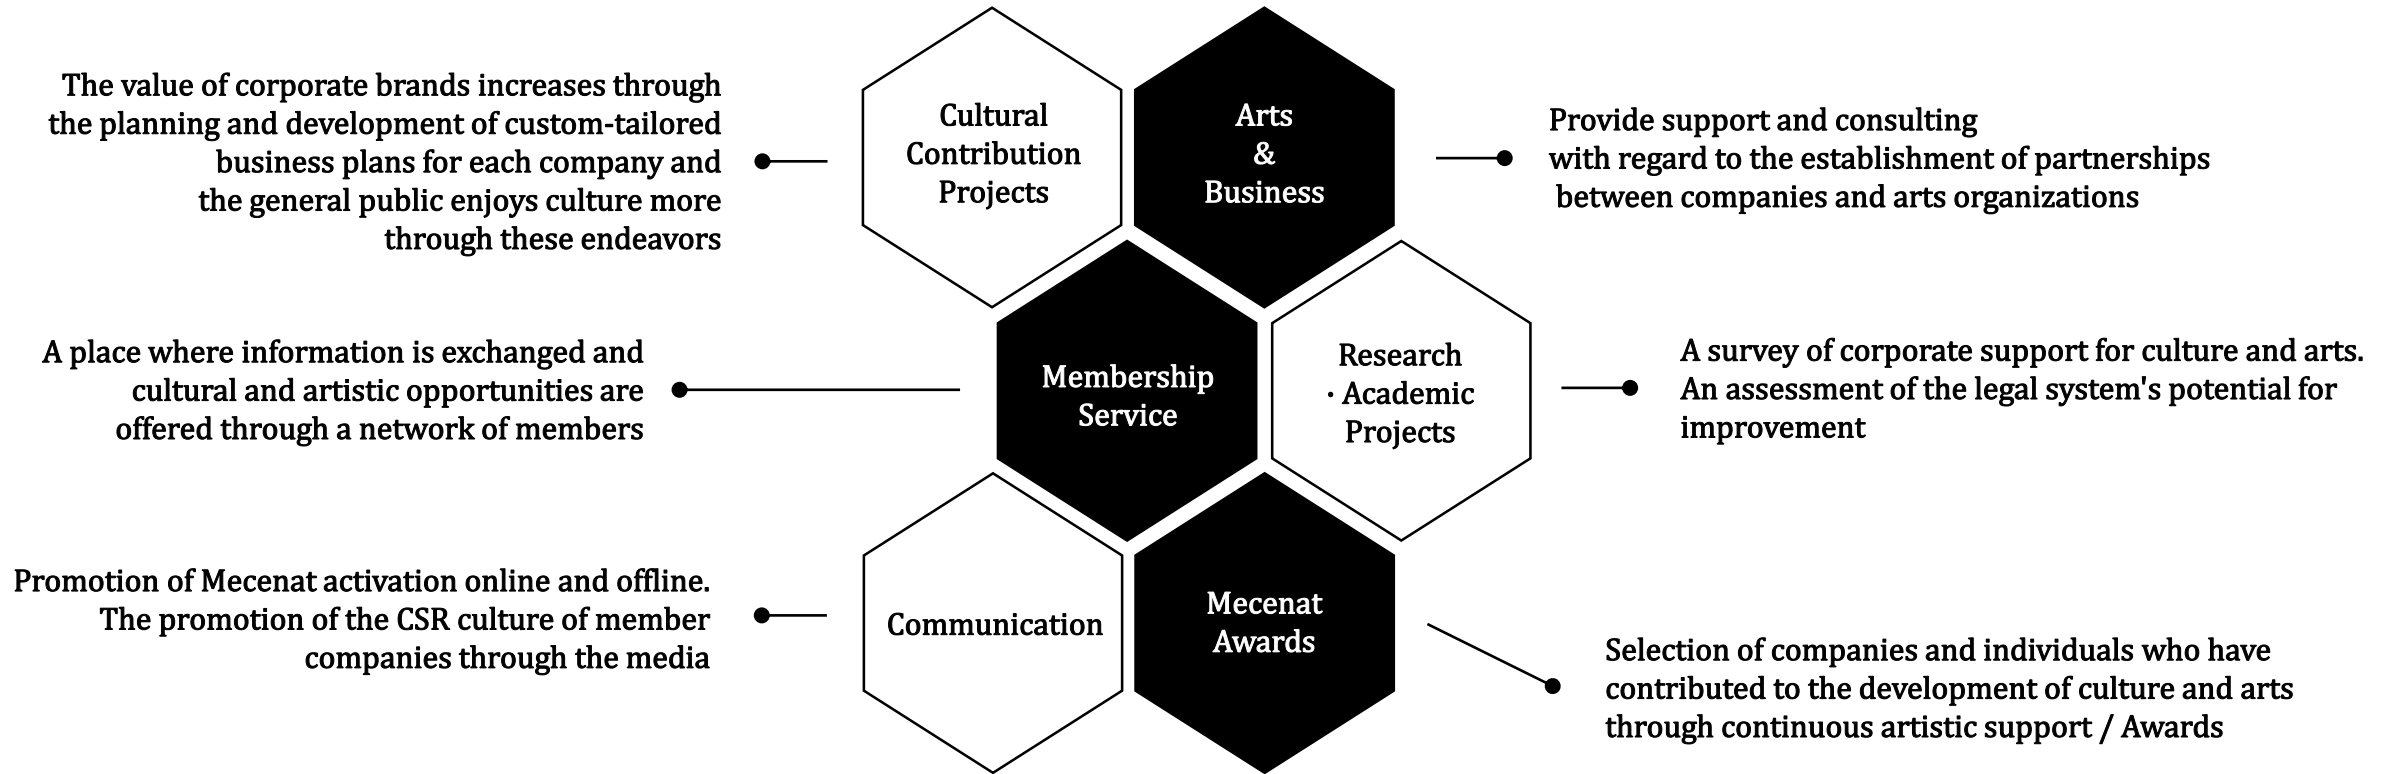 The value of corporate brands increases through
the planning and development of custom-tailored
business plans for each company and
the general public enjoys culture more
through these endeavors
Cultural
Contribution
Projects
Arts
&
Business
Provide support and consulting
with regard to the establishment of partnerships
between companies and arts organizations
A place where information is exchanged and
cultural and artistic opportunities are
offered through a network of members
Membership
Service
Research
· Academic
Projects
A survey of corporate support for culture and arts.
An assessment of the legal system's potential for
improvement
Promotion of Mecenat activation online and offline.
The promotion of the CSR culture of member
companies through the media
Communication
Mecenat
Awards
Selection of companies and individuals who have
contributed to the development of culture and arts
through continuous artistic support / Awards